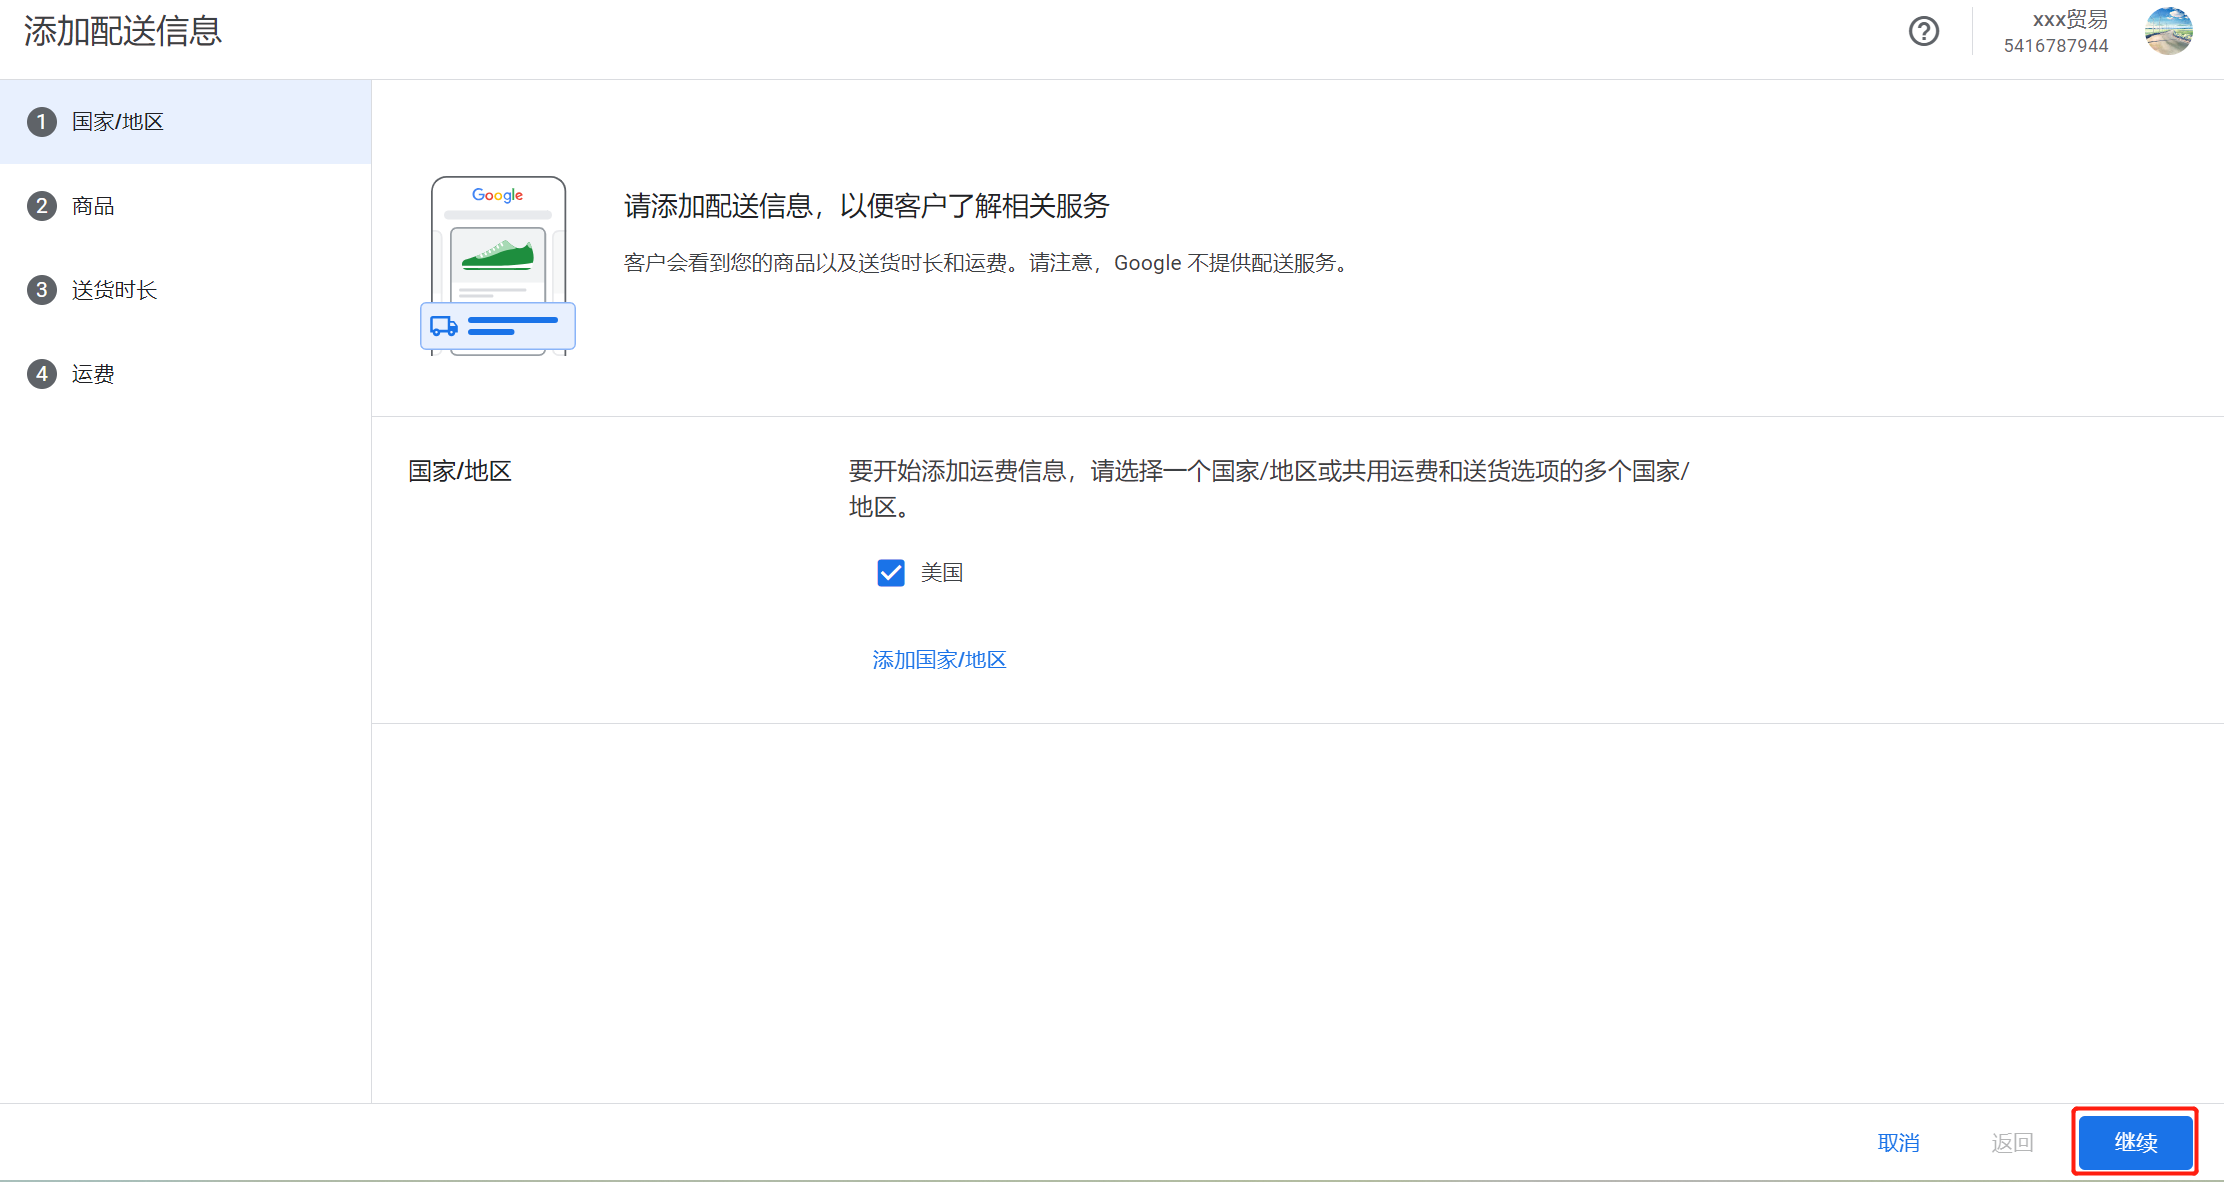 添加配送信息
xxx贸易
5416787944
1 国家/地区
2 商品
3 送货时长
4 运费
Google
请添加配送信息，以便客户了解相关服务
客户会看到您的商品以及送货时长和运费。请注意，Google 不提供配送服务。
国家/地区
要开始添加运费信息，请选择一个国家/地区或共用运费和送货选项的多个国家/
地区。
美国
添加国家/地区
取消
返回
继续